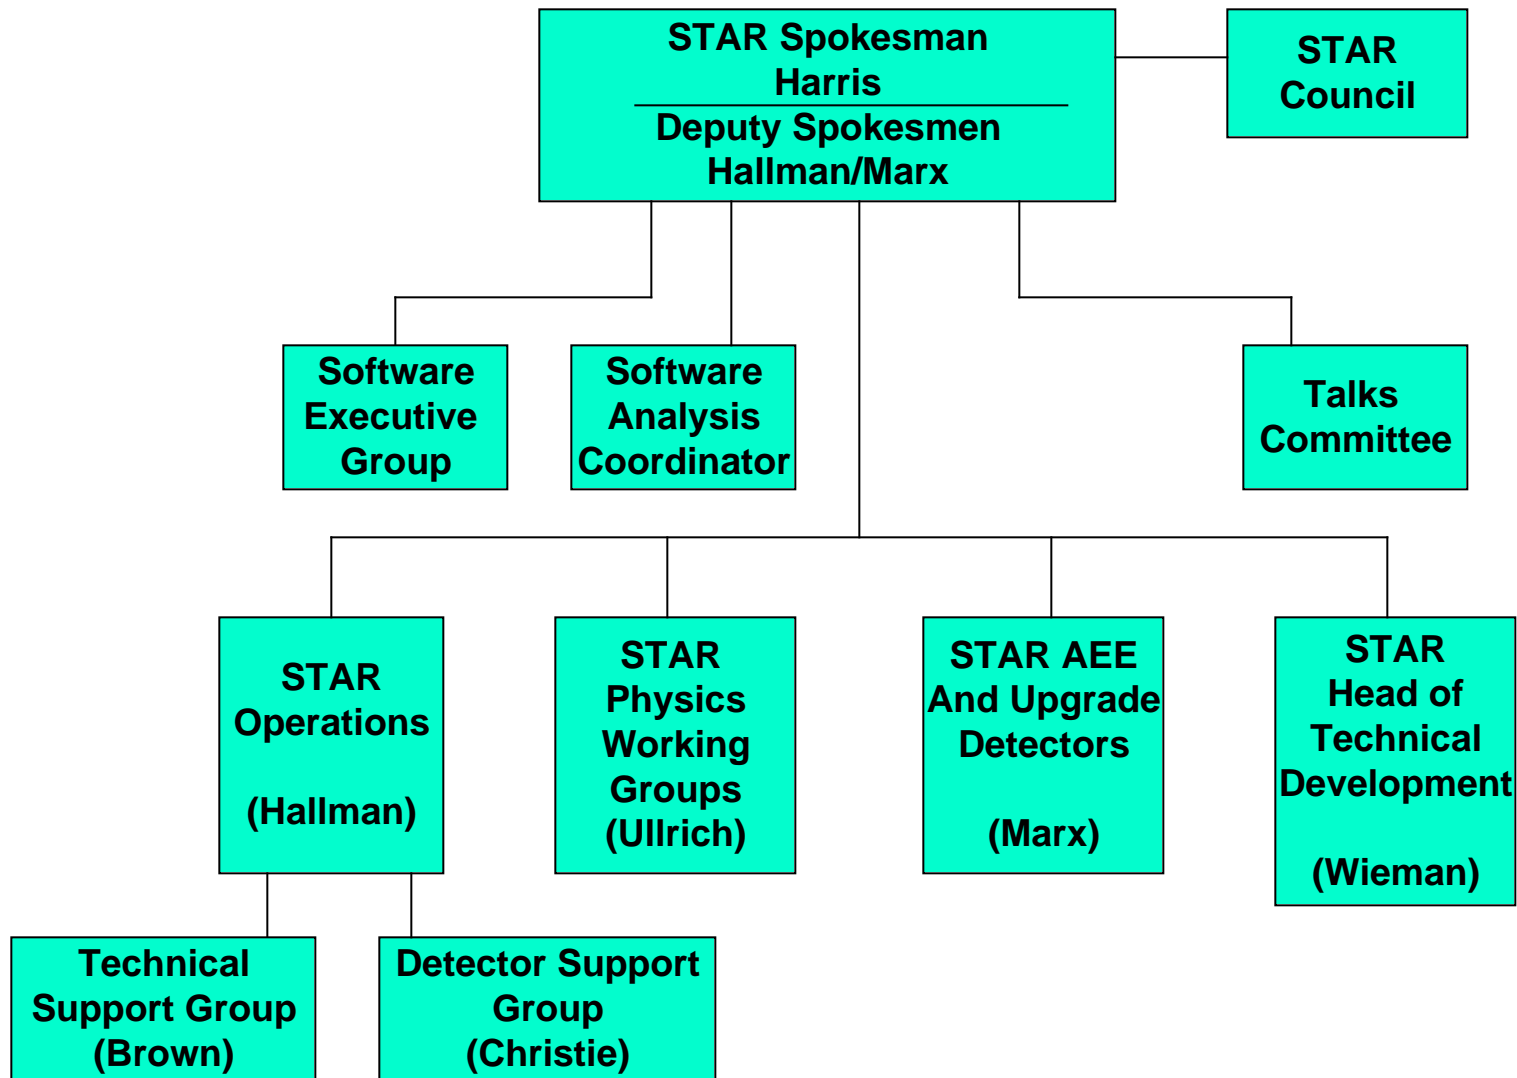 STAR Spokesman
Harris
Deputy Spokesmen
Hallman/Marx
STAR
Council
Software
Executive
Group
Software
Analysis
Coordinator
Talks
Committee
STAR
Operations
(Hallman)
STAR
Physics
Working
Groups
(Ullrich)
STAR AEE
And Upgrade
Detectors
(Marx)
STAR
Head of
Technical
Development
(Wieman)
Technical
Support Group
(Brown)
Detector Support
Group
(Christie)